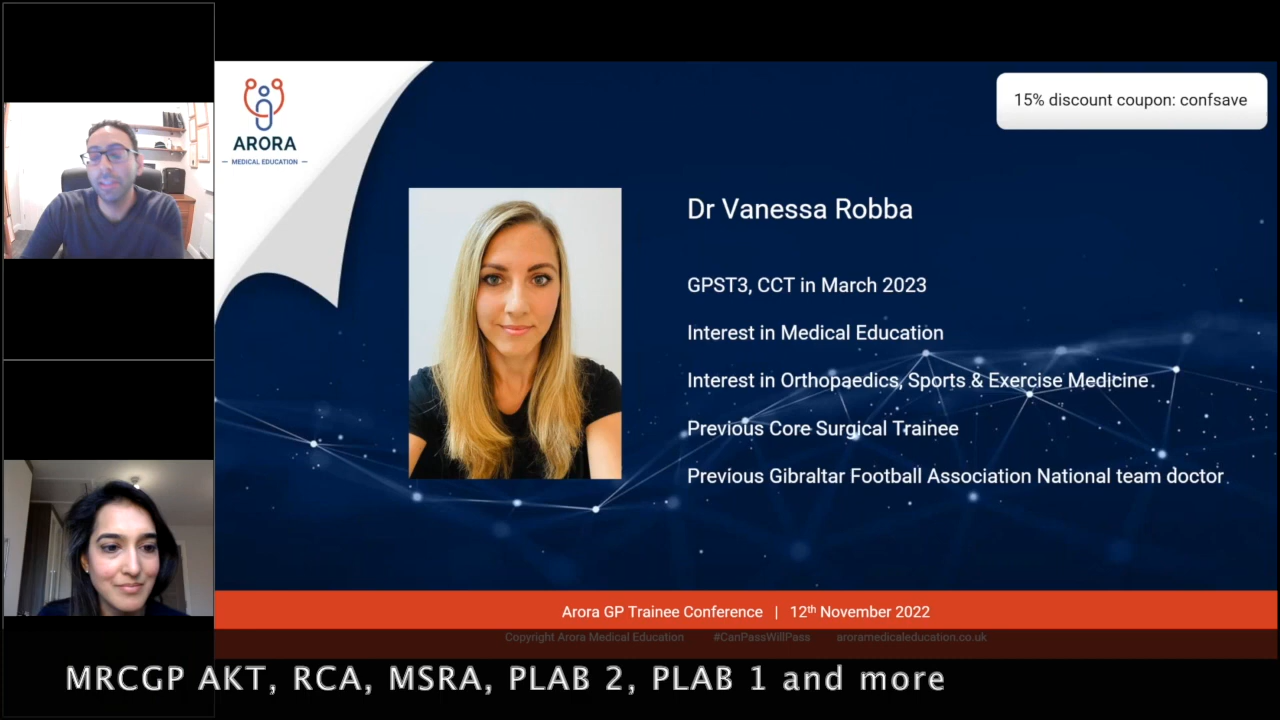 15% discount coupon: confsave
ARORA
— MEDICAL EDUCATION —
Dr Vanessa Robba
GPST3, CCT in March 2023
Interest in Medical Education
Interest in Orthopaedics, Sports & Exercise Medicine.
Previous Core Surgical Trainee
Previous Gibraltar Football Association National team doctor.
Arora GP Trainee Conference | 12th November 2022
Copyright Arora Medical Education #CanPassWillPass aroramedicaleducation.co.uk
MRCGP AKT, RCA, MSRA, PLAB 2, PLAB 1 and more